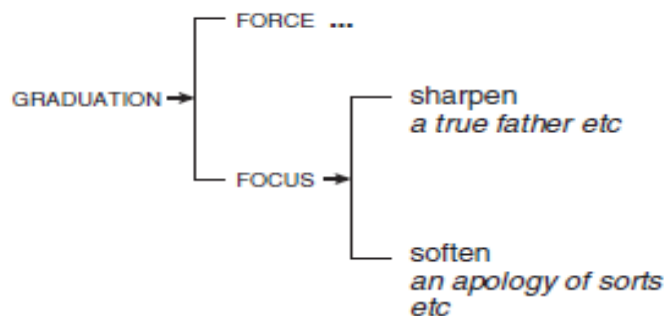 FORCE ...
GRADUATION
sharpen
a true father etc
FOCUS
soften
an apology of sorts
etc